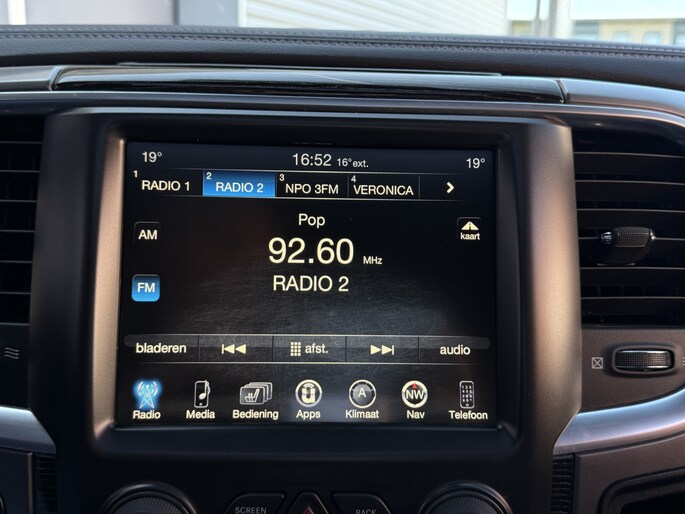 19° 16:52 16°ext. 19°
1 RADIO 1 2 RADIO 2 3 NPO 3FM 4 VERONICA
Pop
AM kaart
92.60 MHz
FM RADIO 2
bladeren afst. audio
A NW
Radio Media Bediening Apps Klimaat Nav Telefoon
SCREEN BACK